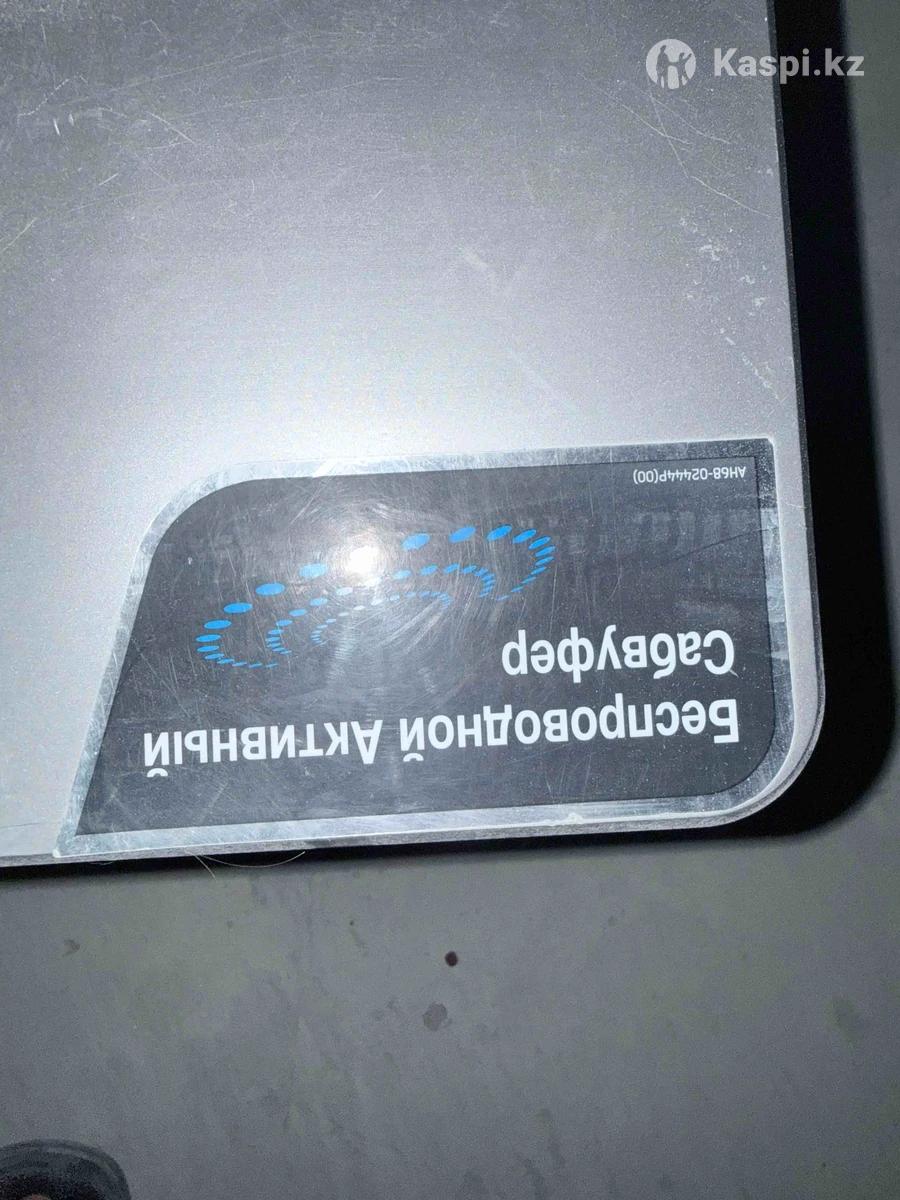 Kaspi.kz
Беспроводной Активный
Сабвуфер
AH68-02444P(00)